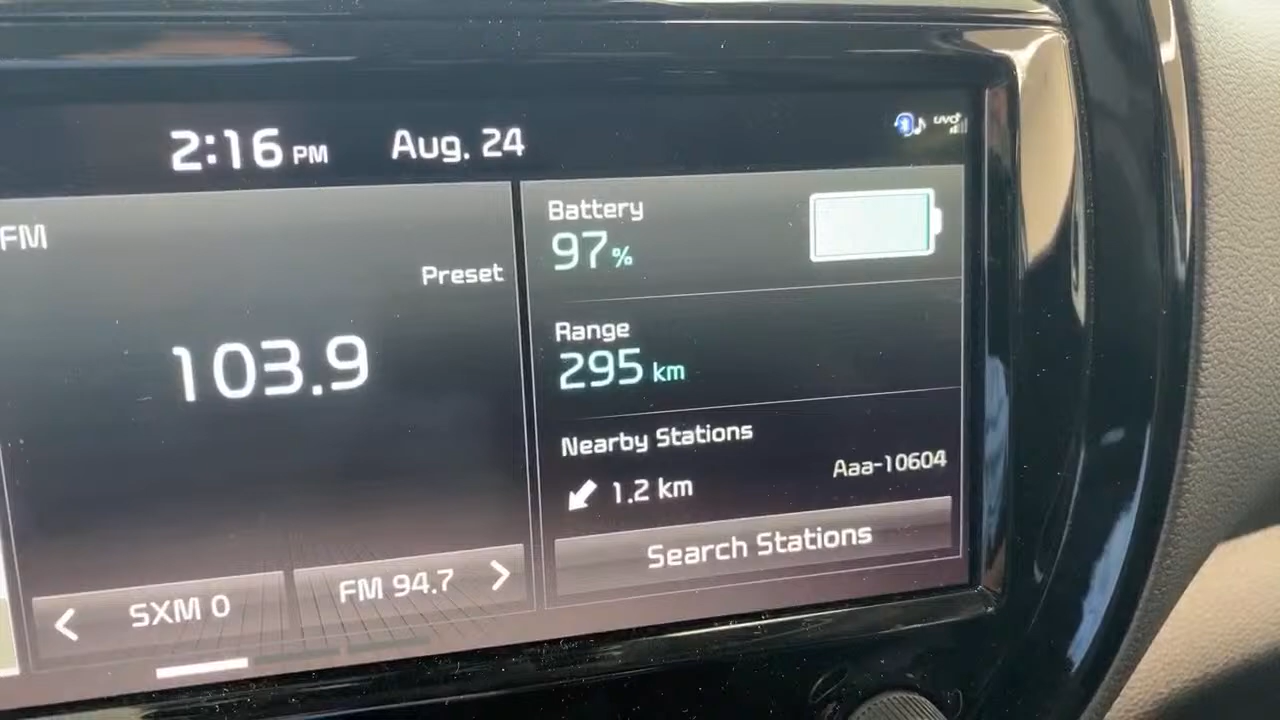 2:16 PM Aug. 24
UVO
FM
Preset
103.9
SXM 0
FM 94.7
Battery
97%
Range
295 km
Nearby Stations
Aaa-10604
1.2 km
Search Stations